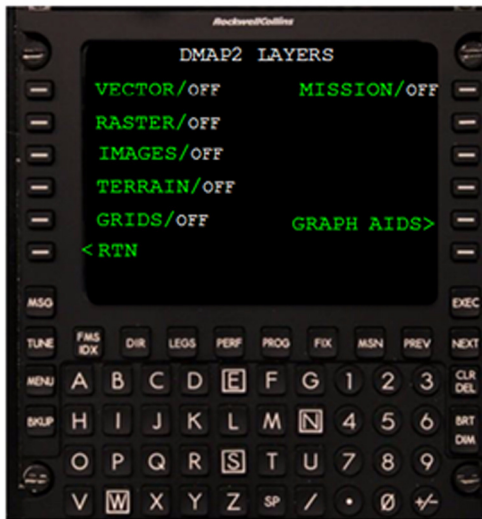 RockwellCollins
DMAP2 LAYERS
VECTOR/OFF MISSION/OFF
RASTER/OFF
IMAGES/OFF
TERRAIN/OFF
GRIDS/OFF GRAPH AIDS>
<RTN
MSG EXEC
TUNE FMS IDX DIR LEGS PERF PROG FIX MSN PREV NEXT
MENU A B C D E F G 1 2 3 CLR DEL
BKUP H I J K L M N 4 5 6 BRT DIM
O P Q R S T U 7 8 9
V W X Y Z SP / . Ø +/-